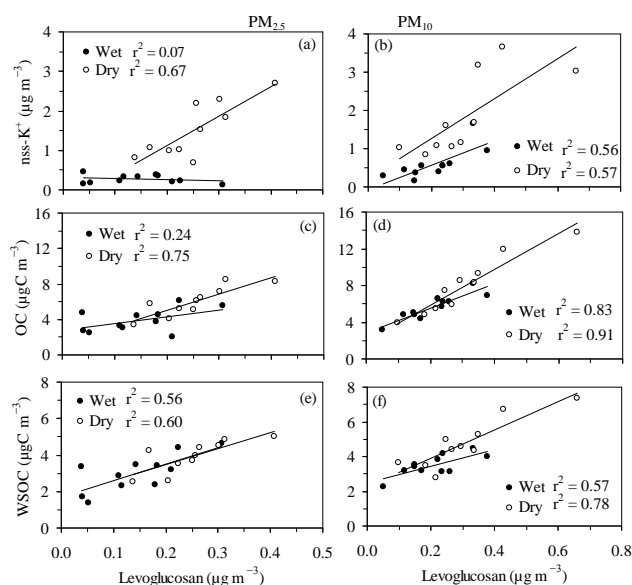 PM2.5 PM10
(a) (b)
Wet r² = 0.07
Dry r² = 0.67
Wet r² = 0.56
Dry r² = 0.57
nss-K⁺ (µg m⁻³)
4
3
2
1
0
4
3
2
1
0
(c) (d)
Wet r² = 0.24
Dry r² = 0.75
Wet r² = 0.83
Dry r² = 0.91
OC (µgC m⁻³)
16
12
8
4
0
16
12
8
4
0
(e) (f)
Wet r² = 0.56
Dry r² = 0.60
Wet r² = 0.57
Dry r² = 0.78
WSOC (µgC m⁻³)
8
6
4
2
0
8
6
4
2
0
0.0 0.1 0.2 0.3 0.4 0.5
0.0 0.2 0.4 0.6 0.8
Levoglucosan (µg m⁻³) Levoglucosan (µg m⁻³)